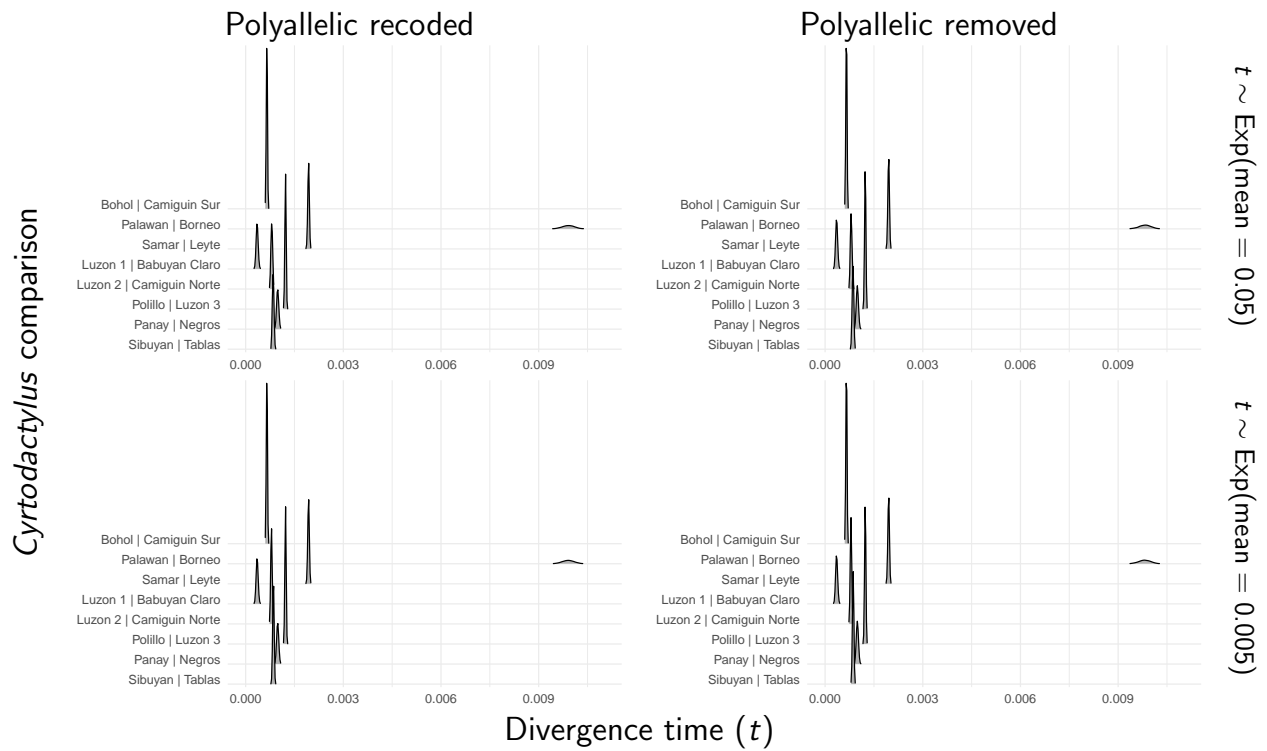 Polyallelic recoded
Polyallelic removed
Cyrtodactylus comparison
Bohol | Camiguin Sur
Palawan | Borneo
Samar | Leyte
Luzon 1 | Babuyan Claro
Luzon 2 | Camiguin Norte
Polillo | Luzon 3
Panay | Negros
Sibuyan | Tablas
0.000 0.003 0.006 0.009
Bohol | Camiguin Sur
Palawan | Borneo
Samar | Leyte
Luzon 1 | Babuyan Claro
Luzon 2 | Camiguin Norte
Polillo | Luzon 3
Panay | Negros
Sibuyan | Tablas
0.000 0.003 0.006 0.009
t ∼ Exp(mean = 0.05)
Bohol | Camiguin Sur
Palawan | Borneo
Samar | Leyte
Luzon 1 | Babuyan Claro
Luzon 2 | Camiguin Norte
Polillo | Luzon 3
Panay | Negros
Sibuyan | Tablas
0.000 0.003 0.006 0.009
Bohol | Camiguin Sur
Palawan | Borneo
Samar | Leyte
Luzon 1 | Babuyan Claro
Luzon 2 | Camiguin Norte
Polillo | Luzon 3
Panay | Negros
Sibuyan | Tablas
0.000 0.003 0.006 0.009
t ∼ Exp(mean = 0.005)
Divergence time (t)